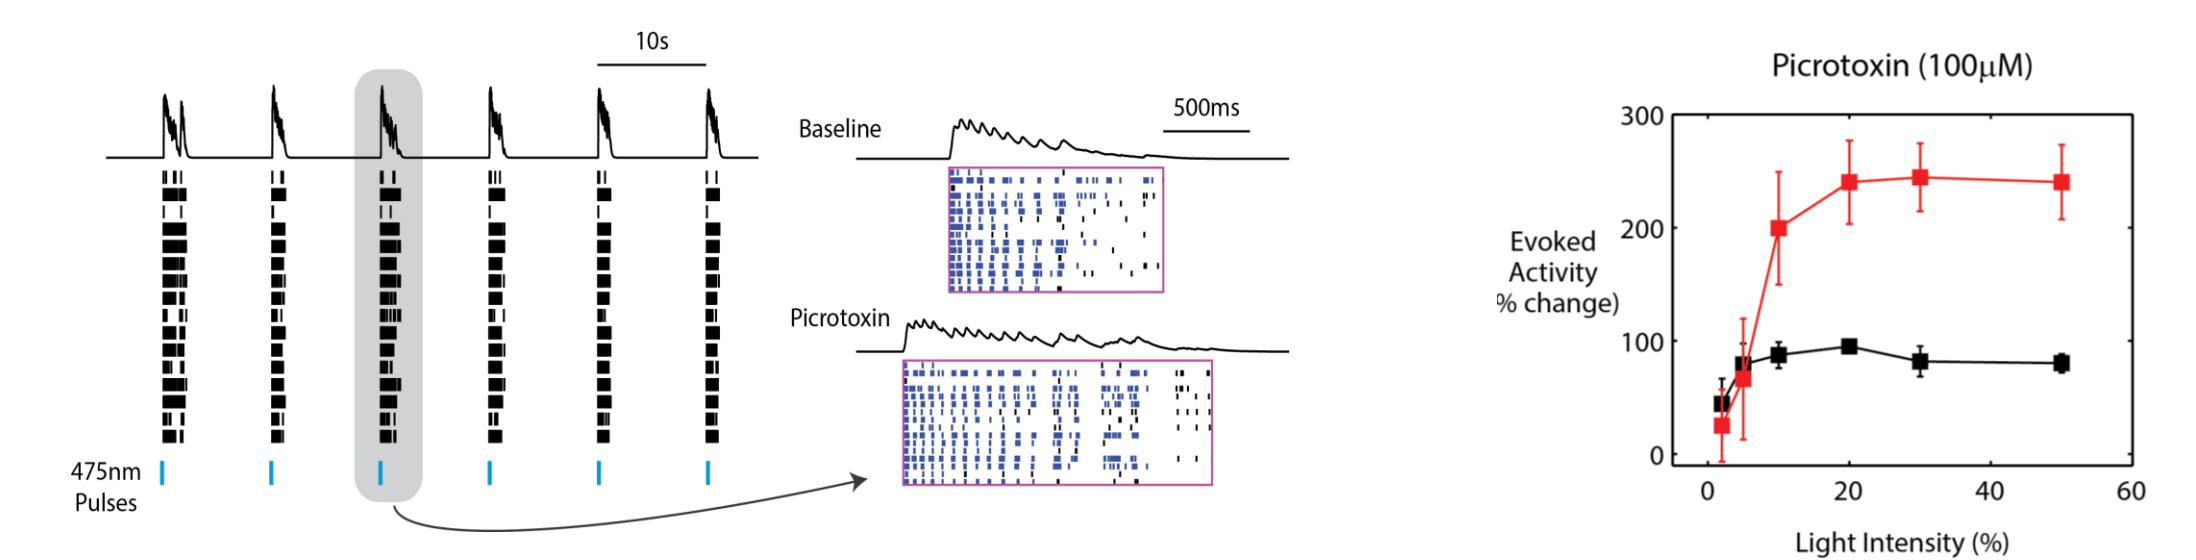 10s
475nm
Pulses
Baseline
500ms
Picrotoxin
Picrotoxin (100μM)
Evoked
Activity
% change)
300
200
100
0
0 20 40 60
Light Intensity (%)